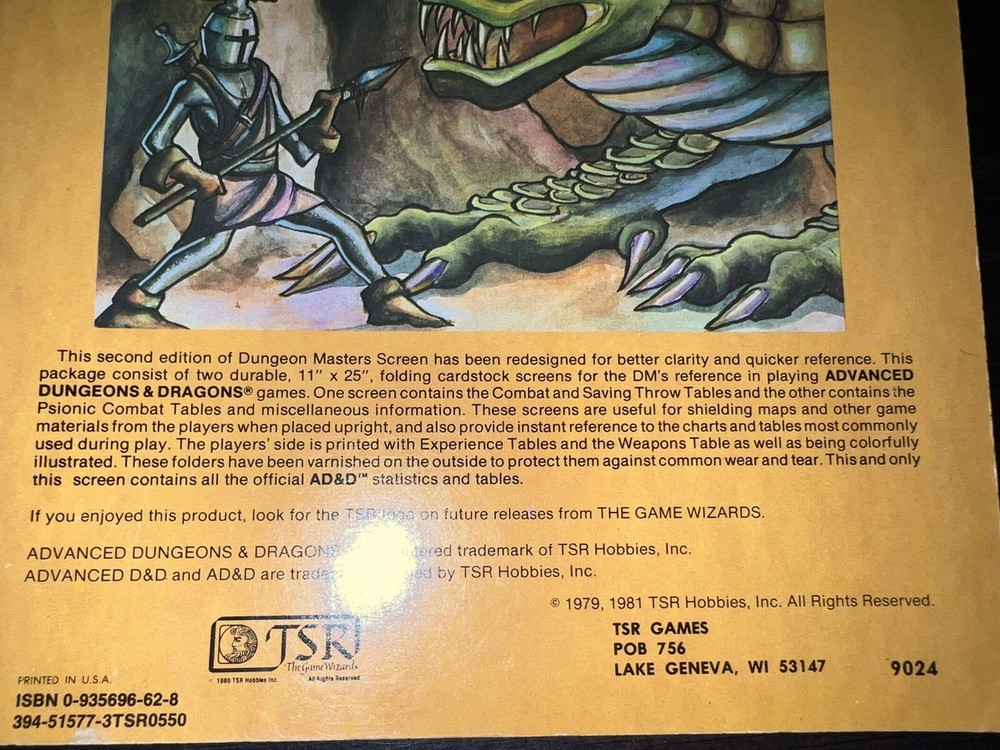 This second edition of Dungeon Masters Screen has been redesigned for better clarity and quicker reference. This
package consist of two durable, 11" x 25", folding cardstock screens for the DM's reference in playing ADVANCED
DUNGEONS & DRAGONS® games. One screen contains the Combat and Saving Throw Tables and the other contains the
Psionic Combat Tables and miscellaneous information. These screens are useful for shielding maps and other game
materials from the players when placed upright, and also provide instant reference to the charts and tables most commonly
used during play. The players' side is printed with Experience Tables and the Weapons Table as well as being colorfully
illustrated. These folders have been varnished on the outside to protect them against common wear and tear. This and only
this screen contains all the official AD&D™ statistics and tables.
If you enjoyed this product, look for the TSR logo on future releases from THE GAME WIZARDS.
ADVANCED DUNGEONS & DRAGONS trademark of TSR Hobbies, Inc.
ADVANCED D&D and AD&D are by TSR Hobbies, Inc.
© 1979, 1981 TSR Hobbies, Inc. All Rights Reserved.
TSR
The Game Wizards
1980 TSR Hobbies Inc. All Rights Reserved
TSR GAMES
POB 756
LAKE GENEVA, WI 53147
9024
PRINTED IN U.S.A.
ISBN 0-935696-62-8
394-51577-3TSR0550